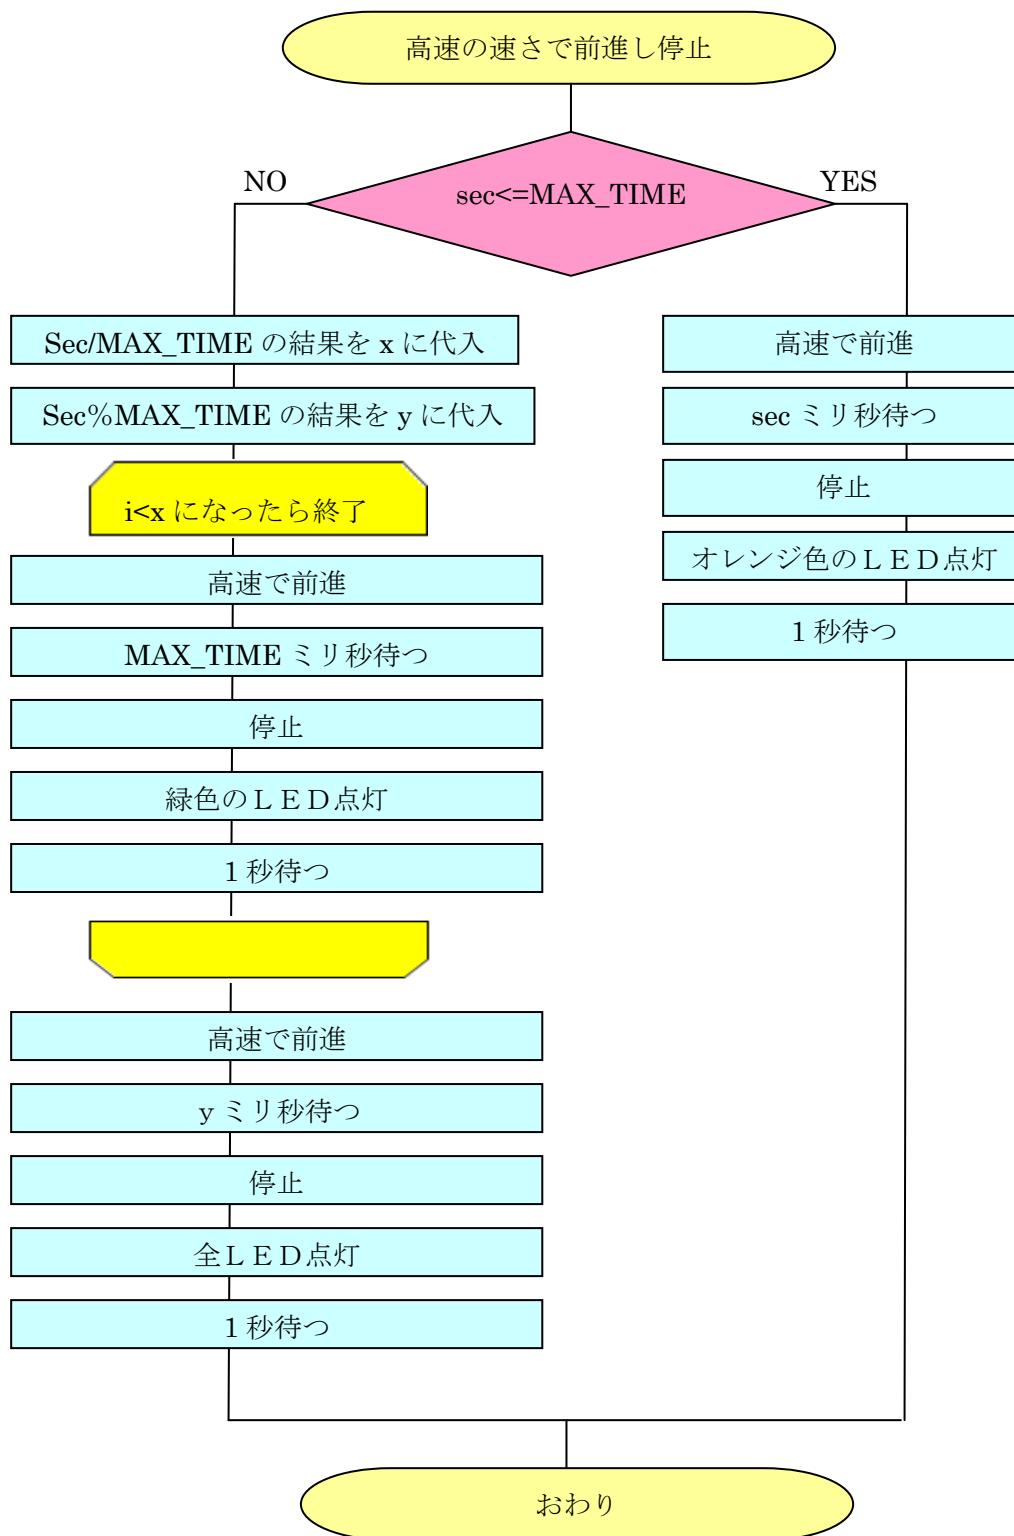 高速の速さで前進し停止
NO
YES
sec<=MAX_TIME
Sec/MAX_TIME の結果を x に代入
Sec%MAX_TIME の結果を y に代入
i<x になったら終了
高速で前進
MAX_TIME ミリ秒待つ
停止
緑色のＬＥＤ点灯
1 秒待つ
高速で前進
y ミリ秒待つ
停止
全ＬＥＤ点灯
1 秒待つ
高速で前進
sec ミリ秒待つ
停止
オレンジ色のＬＥＤ点灯
1 秒待つ
おわり